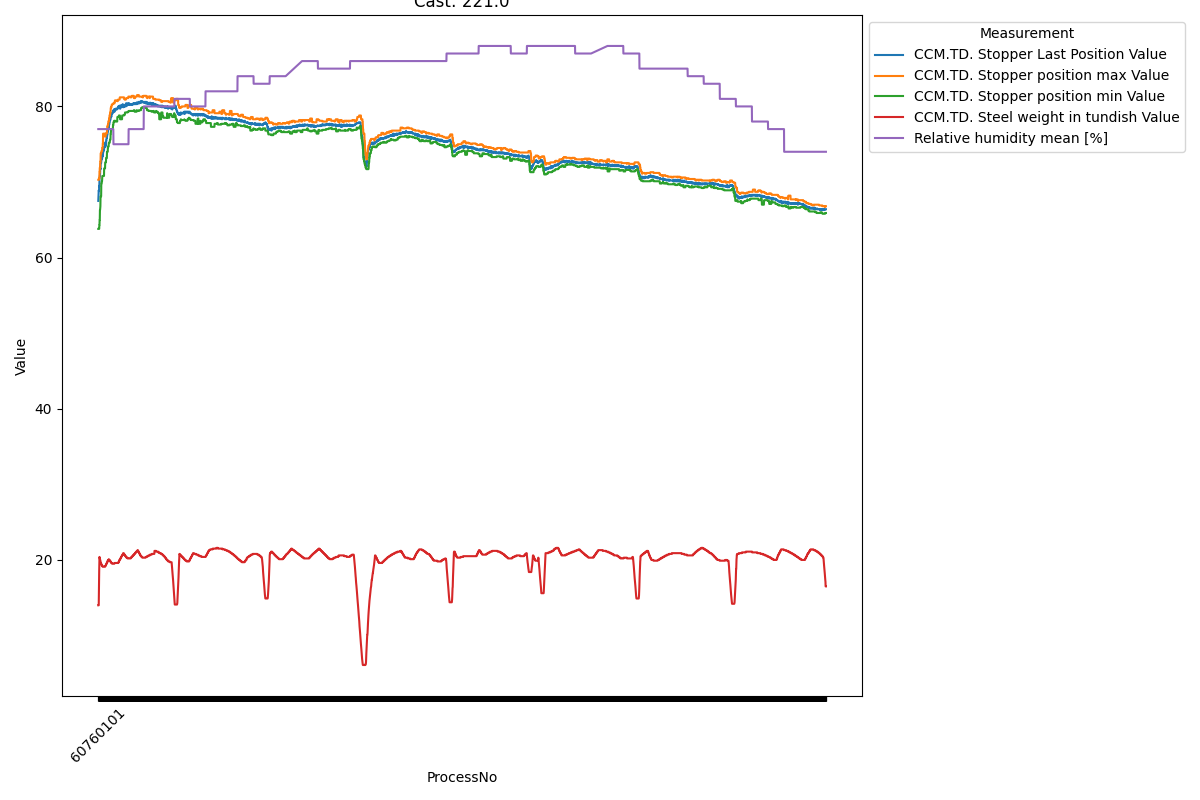 Cast: 221.0
Measurement
CCM.TD. Stopper Last Position Value
CCM.TD. Stopper position max Value
CCM.TD. Stopper position min Value
CCM.TD. Steel weight in tundish Value
Relative humidity mean [%]
80
60
40
20
Value
60760101
ProcessNo